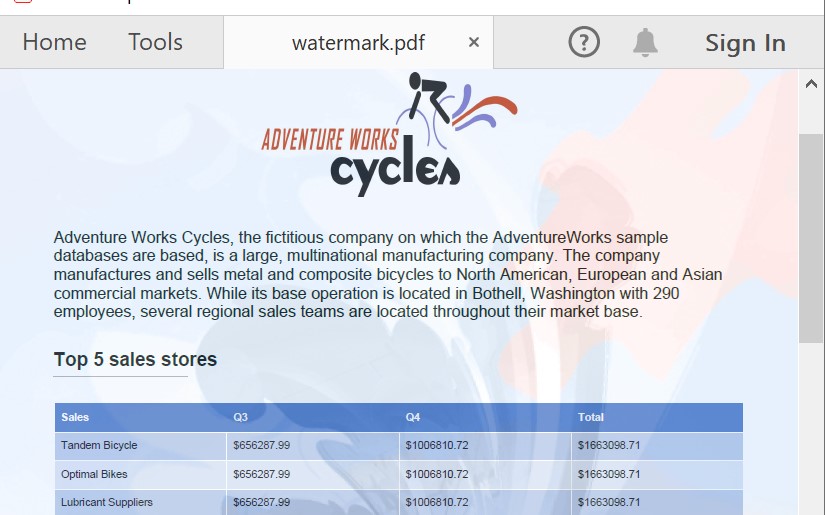 Home Tools watermark.pdf × ? Sign In
ADVENTURE WORKS
cycles
Adventure Works Cycles, the fictitious company on which the AdventureWorks sample
databases are based, is a large, multinational manufacturing company. The company
manufactures and sells metal and composite bicycles to North American, European and Asian
commercial markets. While its base operation is located in Bothell, Washington with 290
employees, several regional sales teams are located throughout their market base.
Top 5 sales stores
Sales Q3 Q4 Total
Tandem Bicycle $656287.99 $1006810.72 $1663098.71
Optimal Bikes $656287.99 $1006810.72 $1663098.71
Lubricant Suppliers $656287.99 $1006810.72 $1663098.71